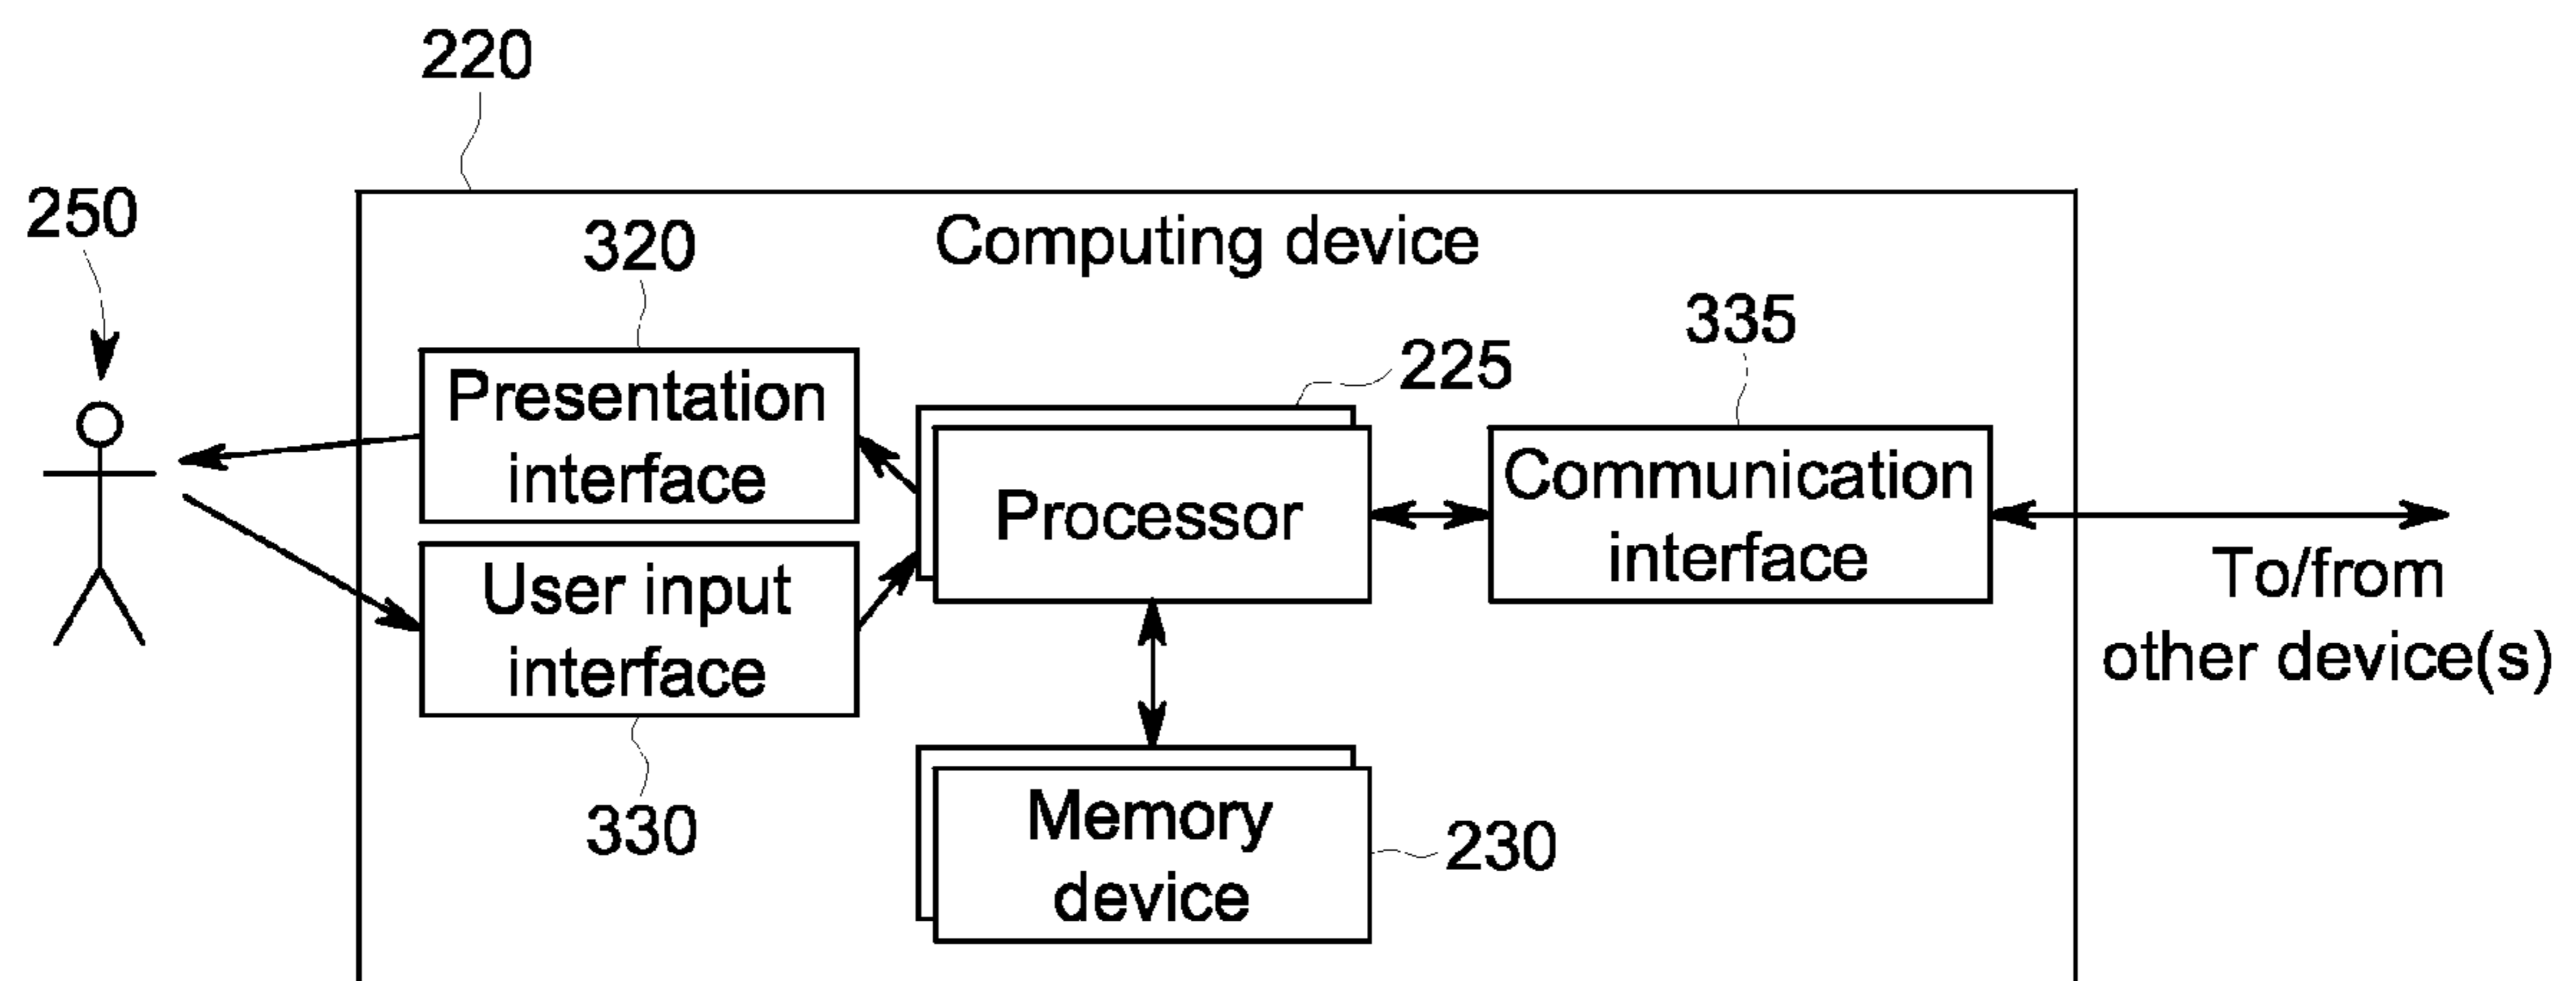 220
250
Computing device
320
335
225
Presentation
interface
Processor
Communication
interface
To/from
other device(s)
User input
interface
330
Memory
device
230